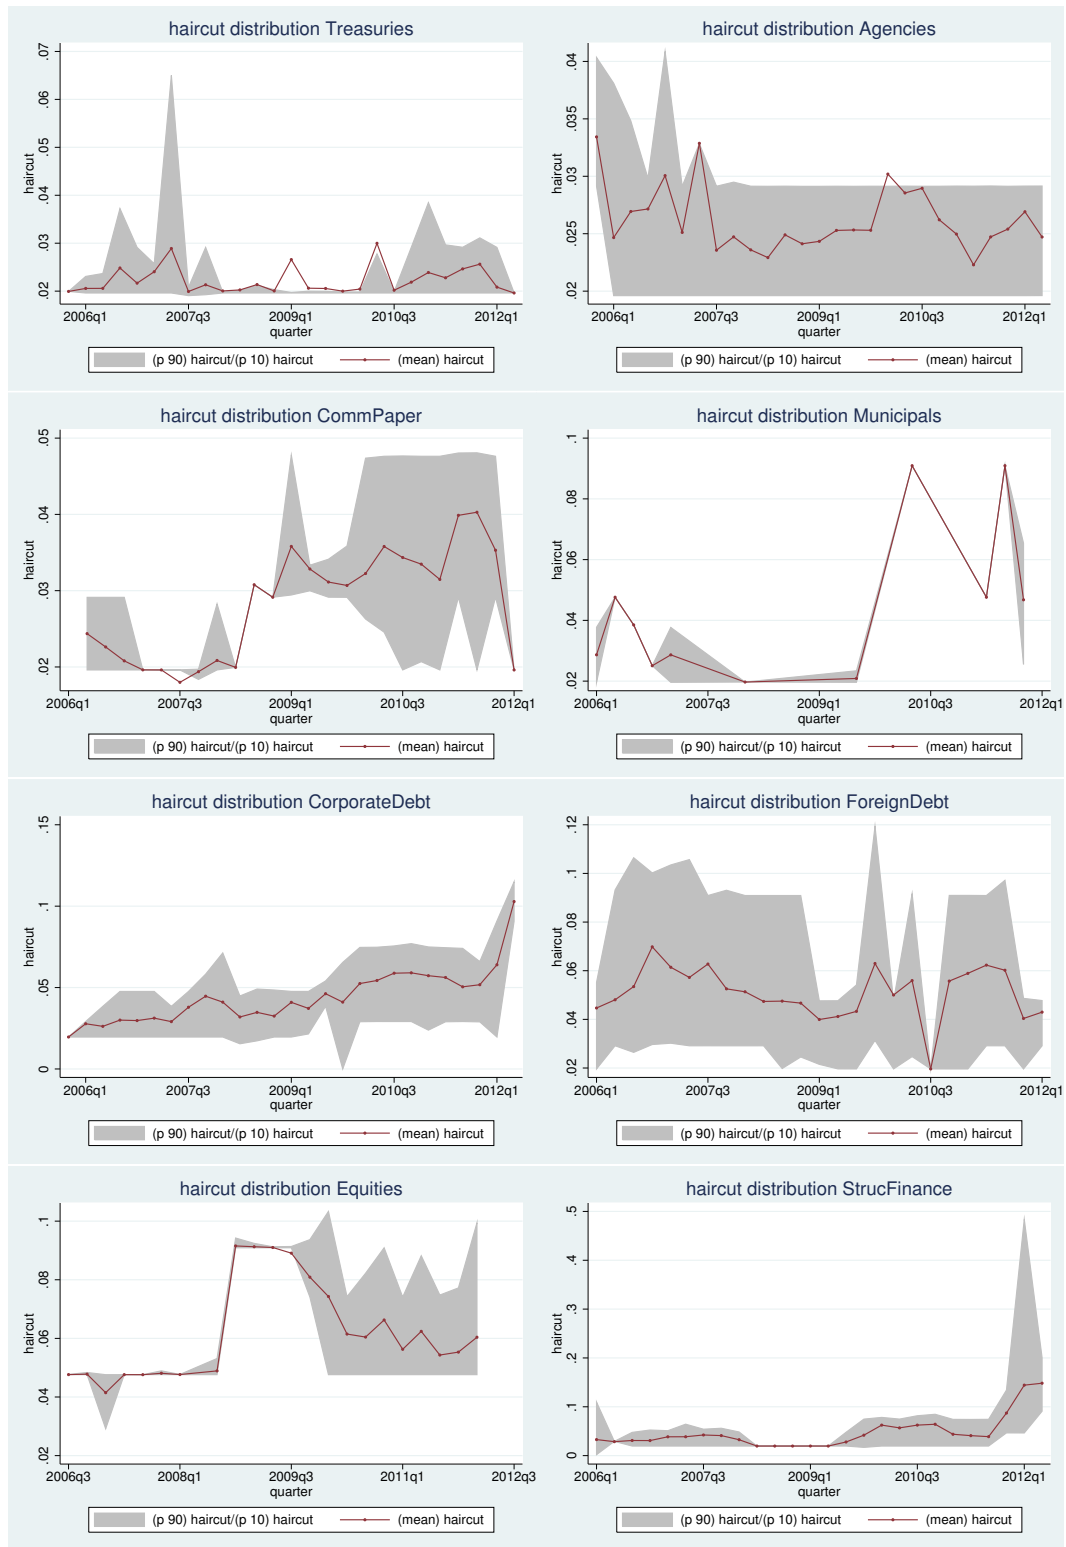 haircut distribution Treasuries
.07
.06
.05
.04
.03
.02
haircut
2006q1 2007q3 2009q1 2010q3 2012q1
quarter
(p 90) haircut/(p 10) haircut (mean) haircut
haircut distribution Agencies
.04
.035
.03
.025
.02
haircut
2006q1 2007q3 2009q1 2010q3 2012q1
quarter
(p 90) haircut/(p 10) haircut (mean) haircut
haircut distribution CommPaper
.05
.04
.03
.02
haircut
2006q1 2007q3 2009q1 2010q3 2012q1
quarter
(p 90) haircut/(p 10) haircut (mean) haircut
haircut distribution Municipals
.1
.08
.06
.04
.02
haircut
2006q1 2007q3 2009q1 2010q3 2012q1
quarter
(p 90) haircut/(p 10) haircut (mean) haircut
haircut distribution CorporateDebt
.15
.1
.05
0
haircut
2006q1 2007q3 2009q1 2010q3 2012q1
quarter
(p 90) haircut/(p 10) haircut (mean) haircut
haircut distribution ForeignDebt
.12
.1
.08
.06
.04
.02
haircut
2006q1 2007q3 2009q1 2010q3 2012q1
quarter
(p 90) haircut/(p 10) haircut (mean) haircut
haircut distribution Equities
.1
.08
.06
.04
.02
haircut
2006q3 2008q1 2009q3 2011q1 2012q3
quarter
(p 90) haircut/(p 10) haircut (mean) haircut
haircut distribution StrucFinance
.5
.4
.3
.2
.1
0
haircut
2006q1 2007q3 2009q1 2010q3 2012q1
quarter
(p 90) haircut/(p 10) haircut (mean) haircut